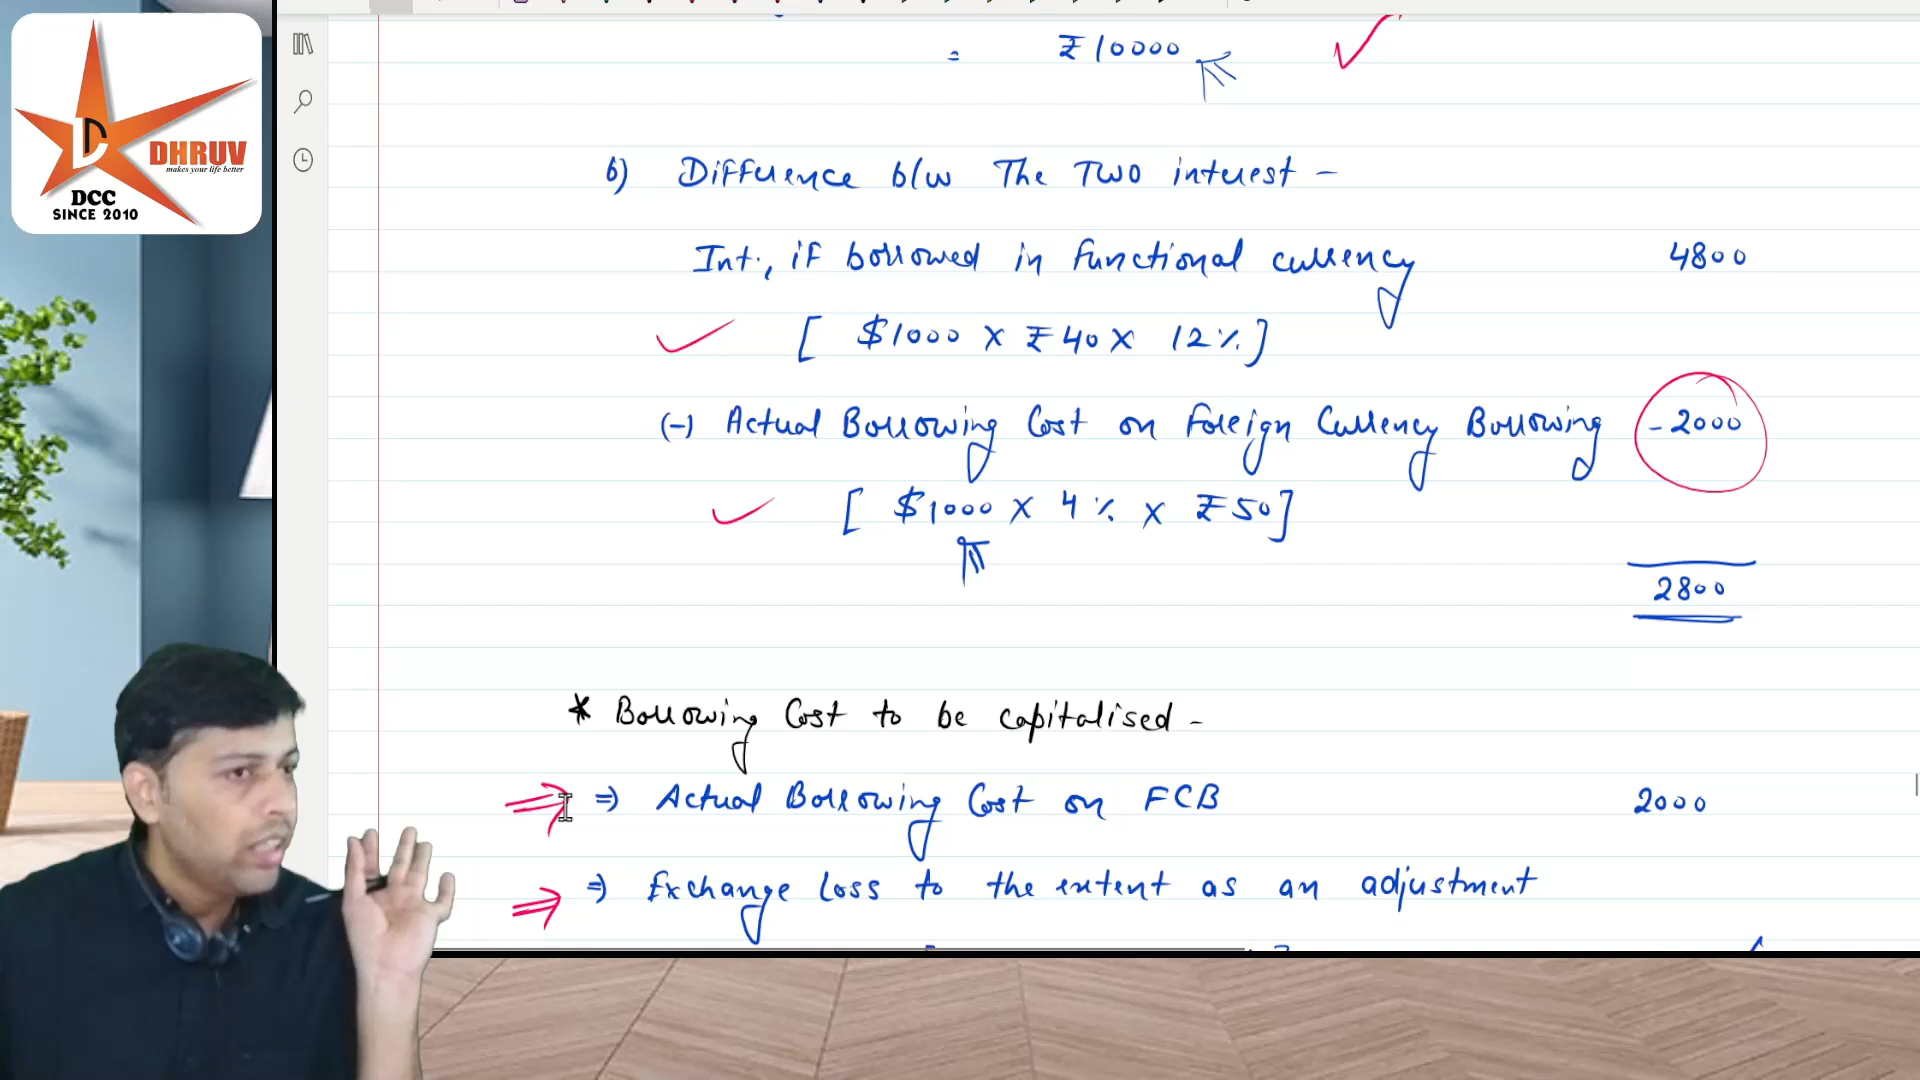 = ₹10000
b) Difference b/w The Two interest -
Int., if borrowed in functional currency 4800
[ $1000 x ₹40 x 12% ]
(-) Actual Borrowing Cost on Foreign Currency Borrowing - 2000
[ $1000 x 4% x ₹50 ]
2800
* Borrowing Cost to be capitalised -
=> Actual Borrowing Cost on FCB 2000
=> Exchange loss to the extent as an adjustment
DC
DHRUV
makes your life better
DCC
SINCE 2010